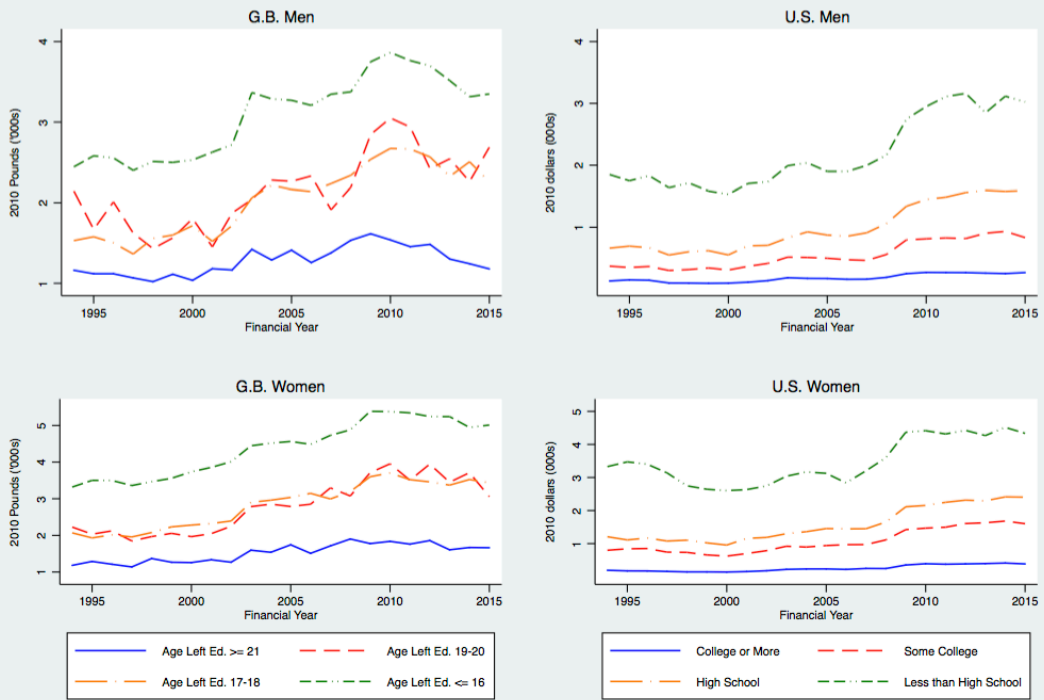 G.B. Men
2010 Pounds ('000s)
4
3
2
1
1995 2000 2005 2010 2015
Financial Year
U.S. Men
2010 dollars (000s)
4
3
2
1
1995 2000 2005 2010 2015
Financial Year
G.B. Women
2010 Pounds ('000s)
5
4
3
2
1
1995 2000 2005 2010 2015
Financial Year
U.S. Women
2010 dollars (000s)
5
4
3
2
1
1995 2000 2005 2010 2015
Financial Year
Age Left Ed. >= 21 Age Left Ed. 19-20
Age Left Ed. 17-18 Age Left Ed. <= 16
College or More Some College
High School Less than High School